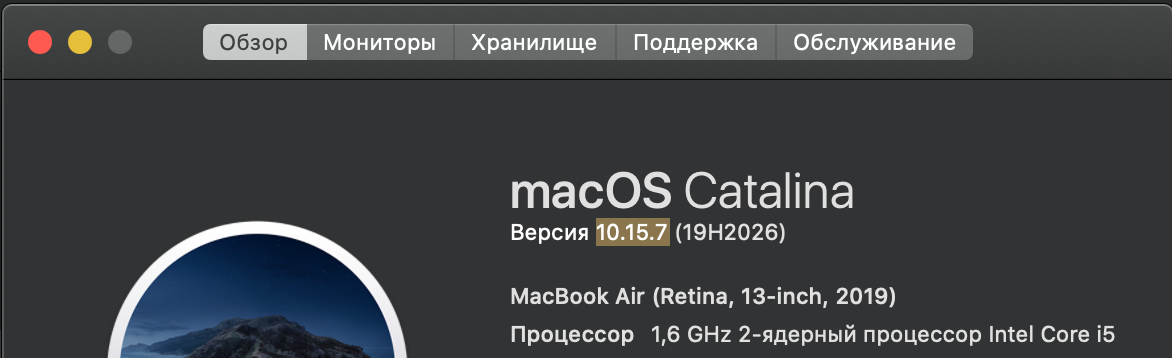 Обзор Мониторы Хранилище Поддержка Обслуживание
macOS Catalina
Версия 10.15.7 (19H2026)
MacBook Air (Retina, 13-inch, 2019)
Процессор 1,6 GHz 2-ядерный процессор Intel Core i5